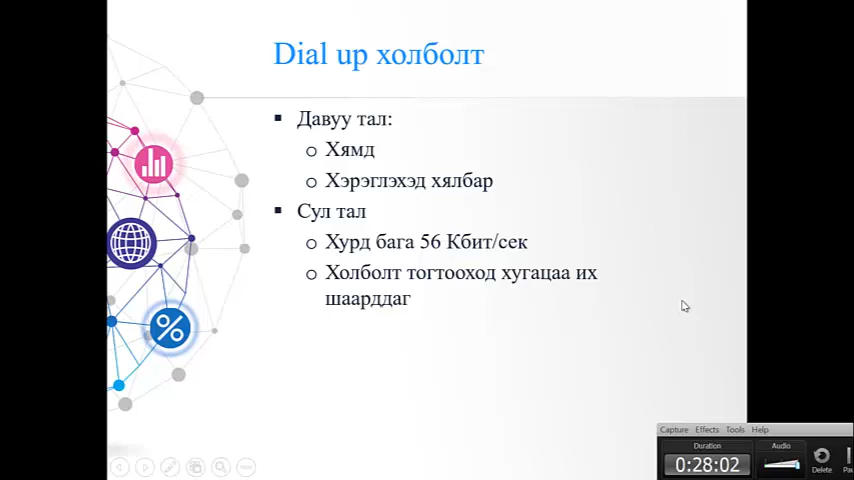 Dial up холболт
Давуу тал:
Хямд
Хэрэглэхэд хялбар
Сул тал
Хурд бага 56 Кбит/сек
Холболт тогтооход хугацаа их
шаарддаг
Capture Effects Tools Help
Duration
Audio
0:28:02
Delete